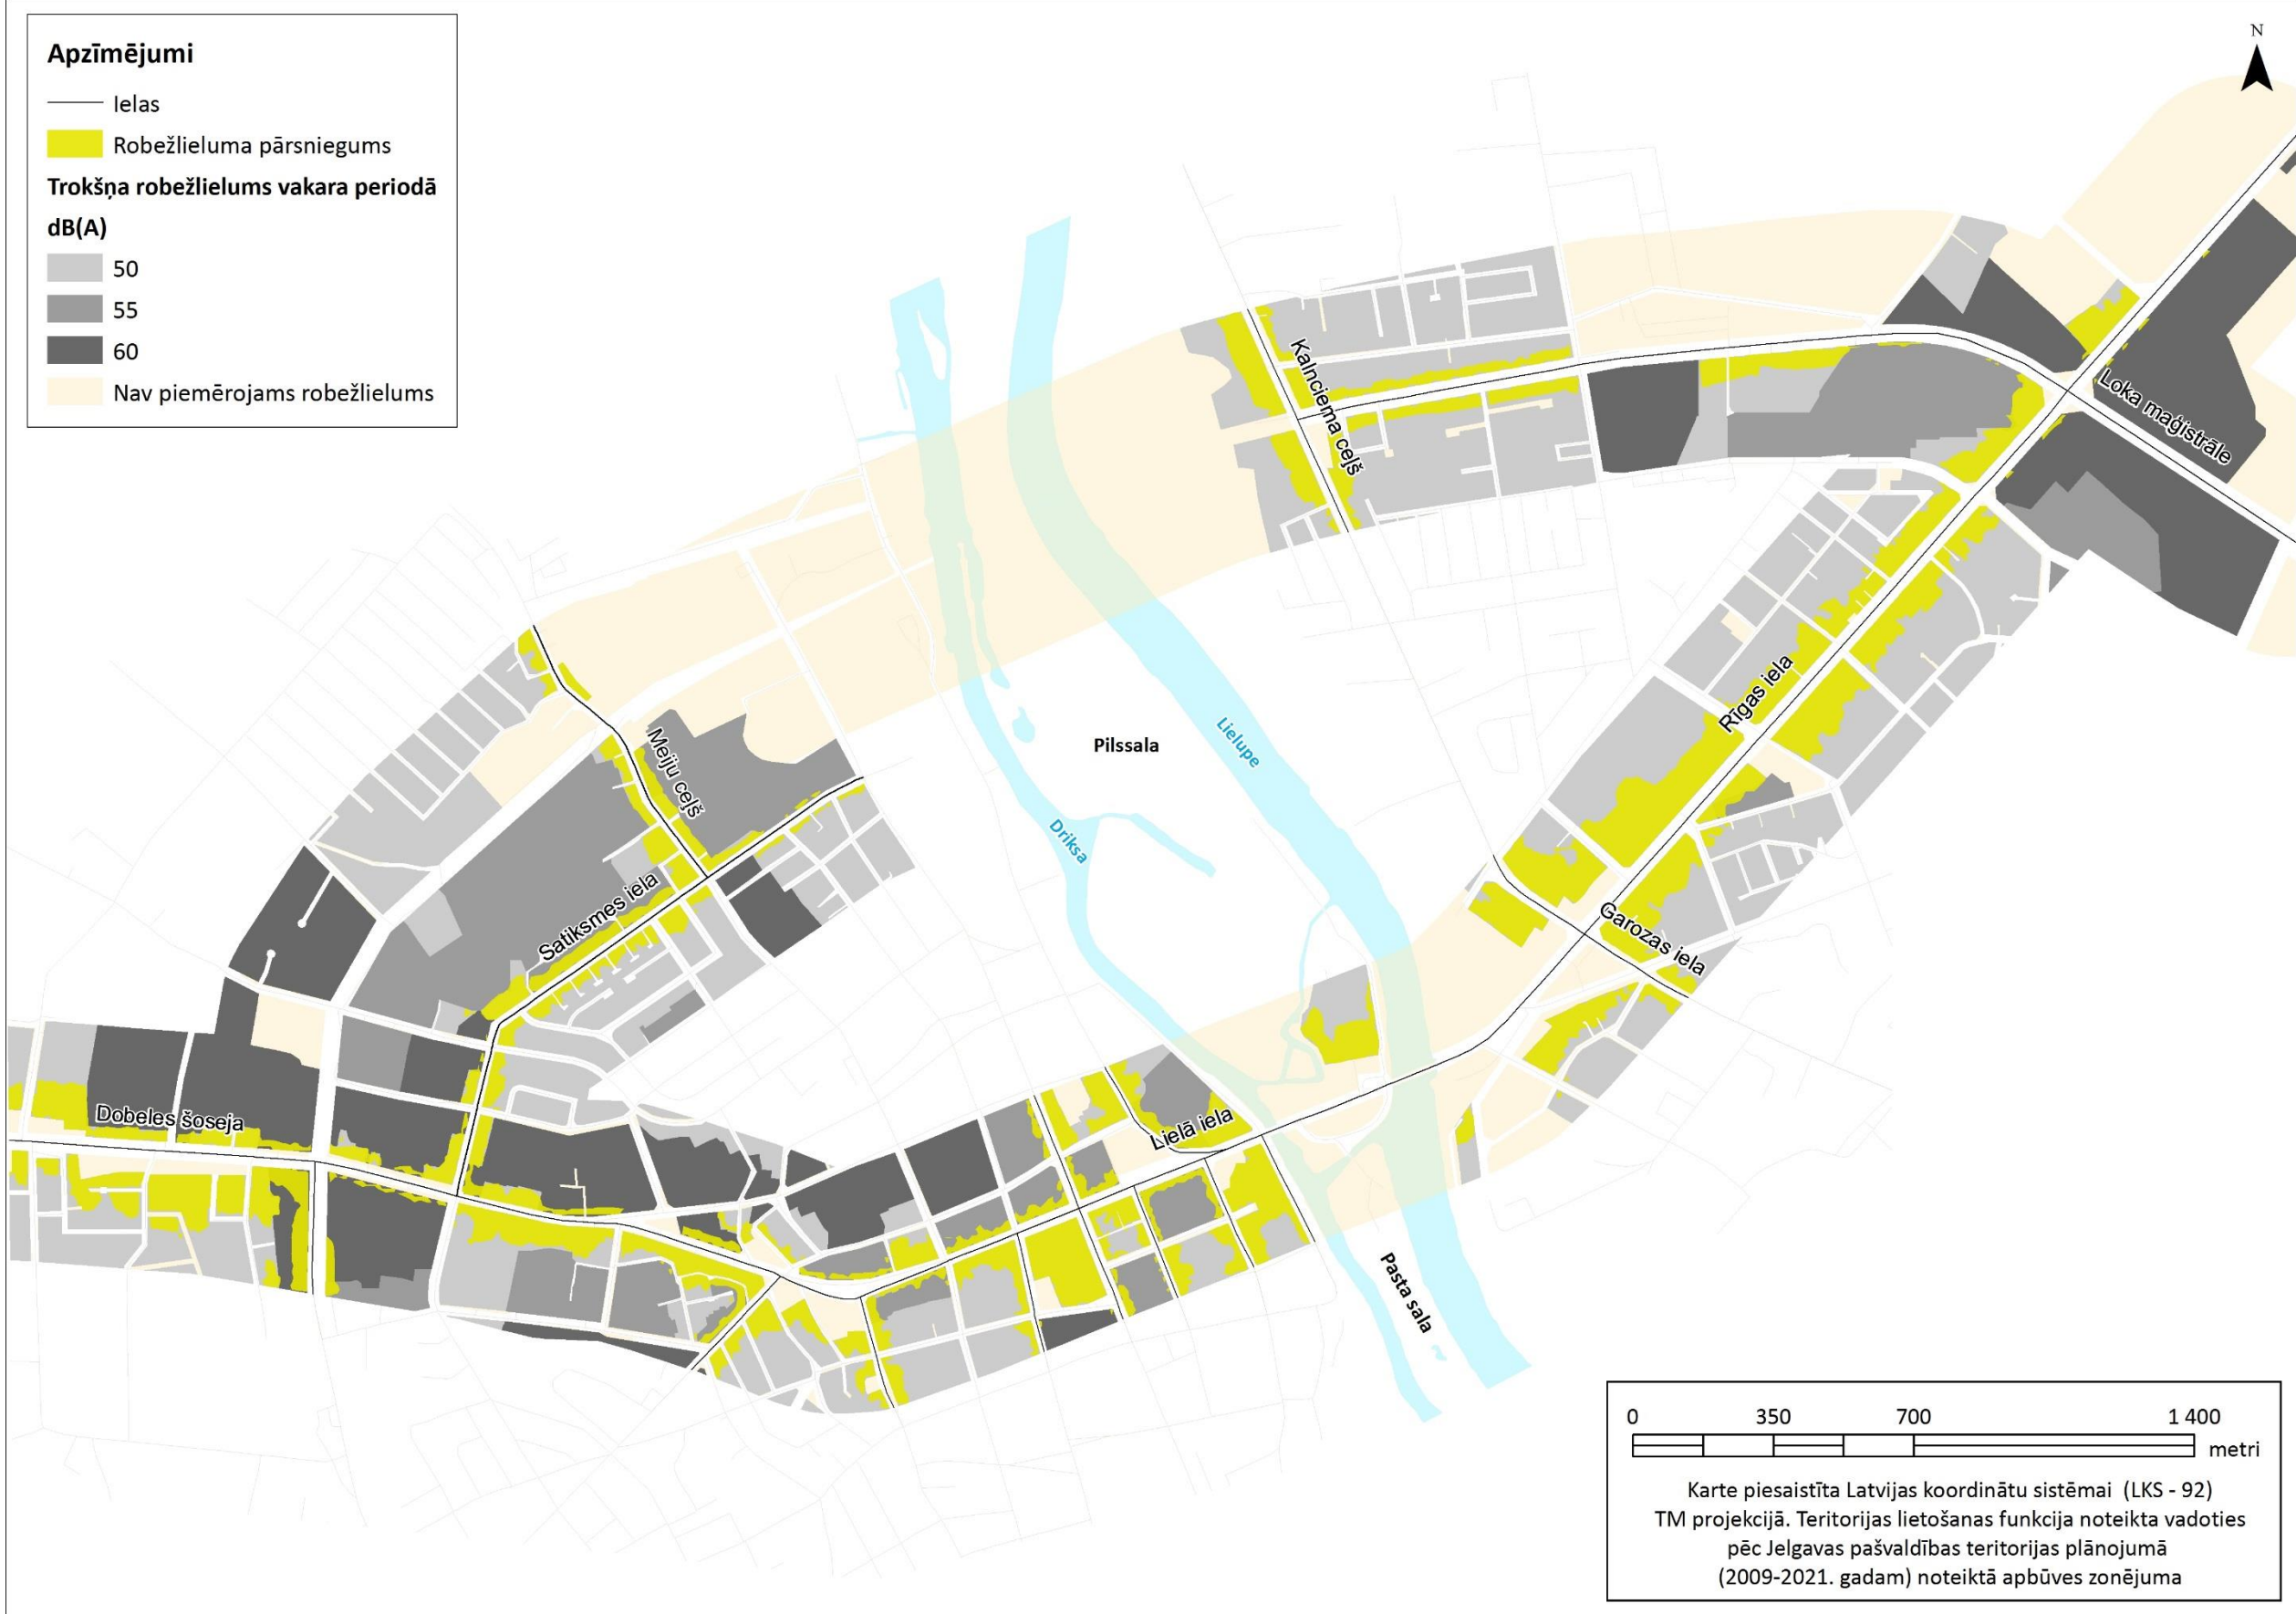 Apzīmējumi
Ielas
Robežlieluma pārsniegums
Trokšņa robežlielums vakara periodā
dB(A)
50
55
60
Nav piemērojams robežlielums
N
Kalnciema ceļš
Loka maģistrāle
Rīgas iela
Meiju ceļš
Pilssala
Lielupe
Driksa
Satiksmes iela
Garozas iela
Dobeles šoseja
Lielā iela
Pasta sala
0 350 700 1 400
metri
Karte piesaistīta Latvijas koordinātu sistēmai (LKS - 92)
TM projekcijā. Teritorijas lietošanas funkcija noteikta vadoties
pēc Jelgavas pašvaldības teritorijas plānojumā
(2009-2021. gadam) noteiktā apbūves zonējuma